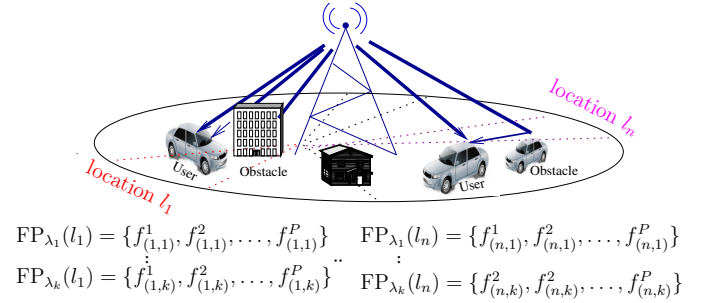 location l_n
User
Obstacle
User
Obstacle
location l_1
FP_{λ_1}(l_1) = {f^1_{(1,1)}, f^2_{(1,1)}, . . . , f^P_{(1,1)}} FP_{λ_1}(l_n) = {f^1_{(n,1)}, f^2_{(n,1)}, . . . , f^P_{(n,1)}}
⋮ ·· ⋮
FP_{λ_k}(l_1) = {f^1_{(1,k)}, f^2_{(1,k)}, . . . , f^P_{(1,k)}} FP_{λ_k}(l_n) = {f^2_{(n,k)}, f^2_{(n,k)}, . . . , f^P_{(n,k)}}